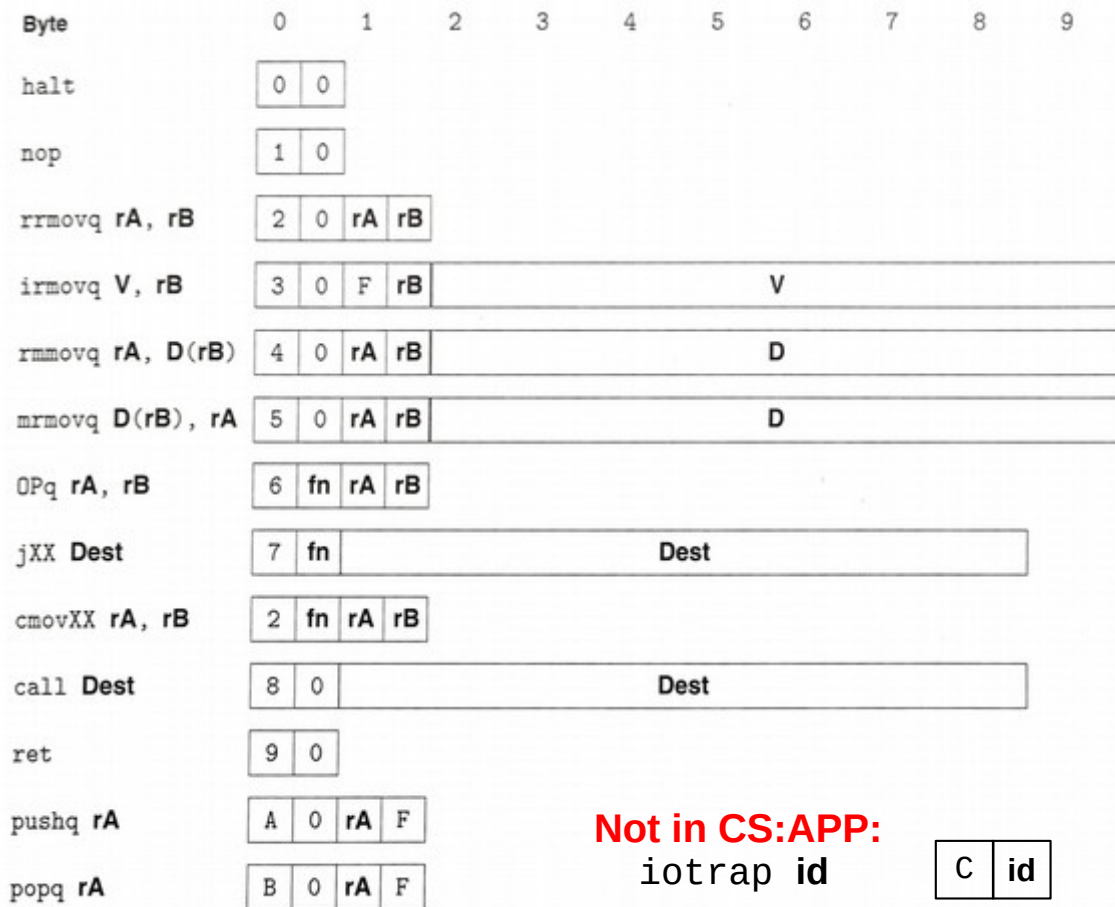 Byte 0 1 2 3 4 5 6 7 8 9
halt 0 0
nop 1 0
rrmovq rA, rB 2 0 rA rB
irmovq V, rB 3 0 F rB V
rmmovq rA, D(rB) 4 0 rA rB D
mrmovq D(rB), rA 5 0 rA rB D
OPq rA, rB 6 fn rA rB
jXX Dest 7 fn Dest
cmovXX rA, rB 2 fn rA rB
call Dest 8 0 Dest
ret 9 0
pushq rA A 0 rA F
popq rA B 0 rA F
Not in CS:APP:
iotrap id C id